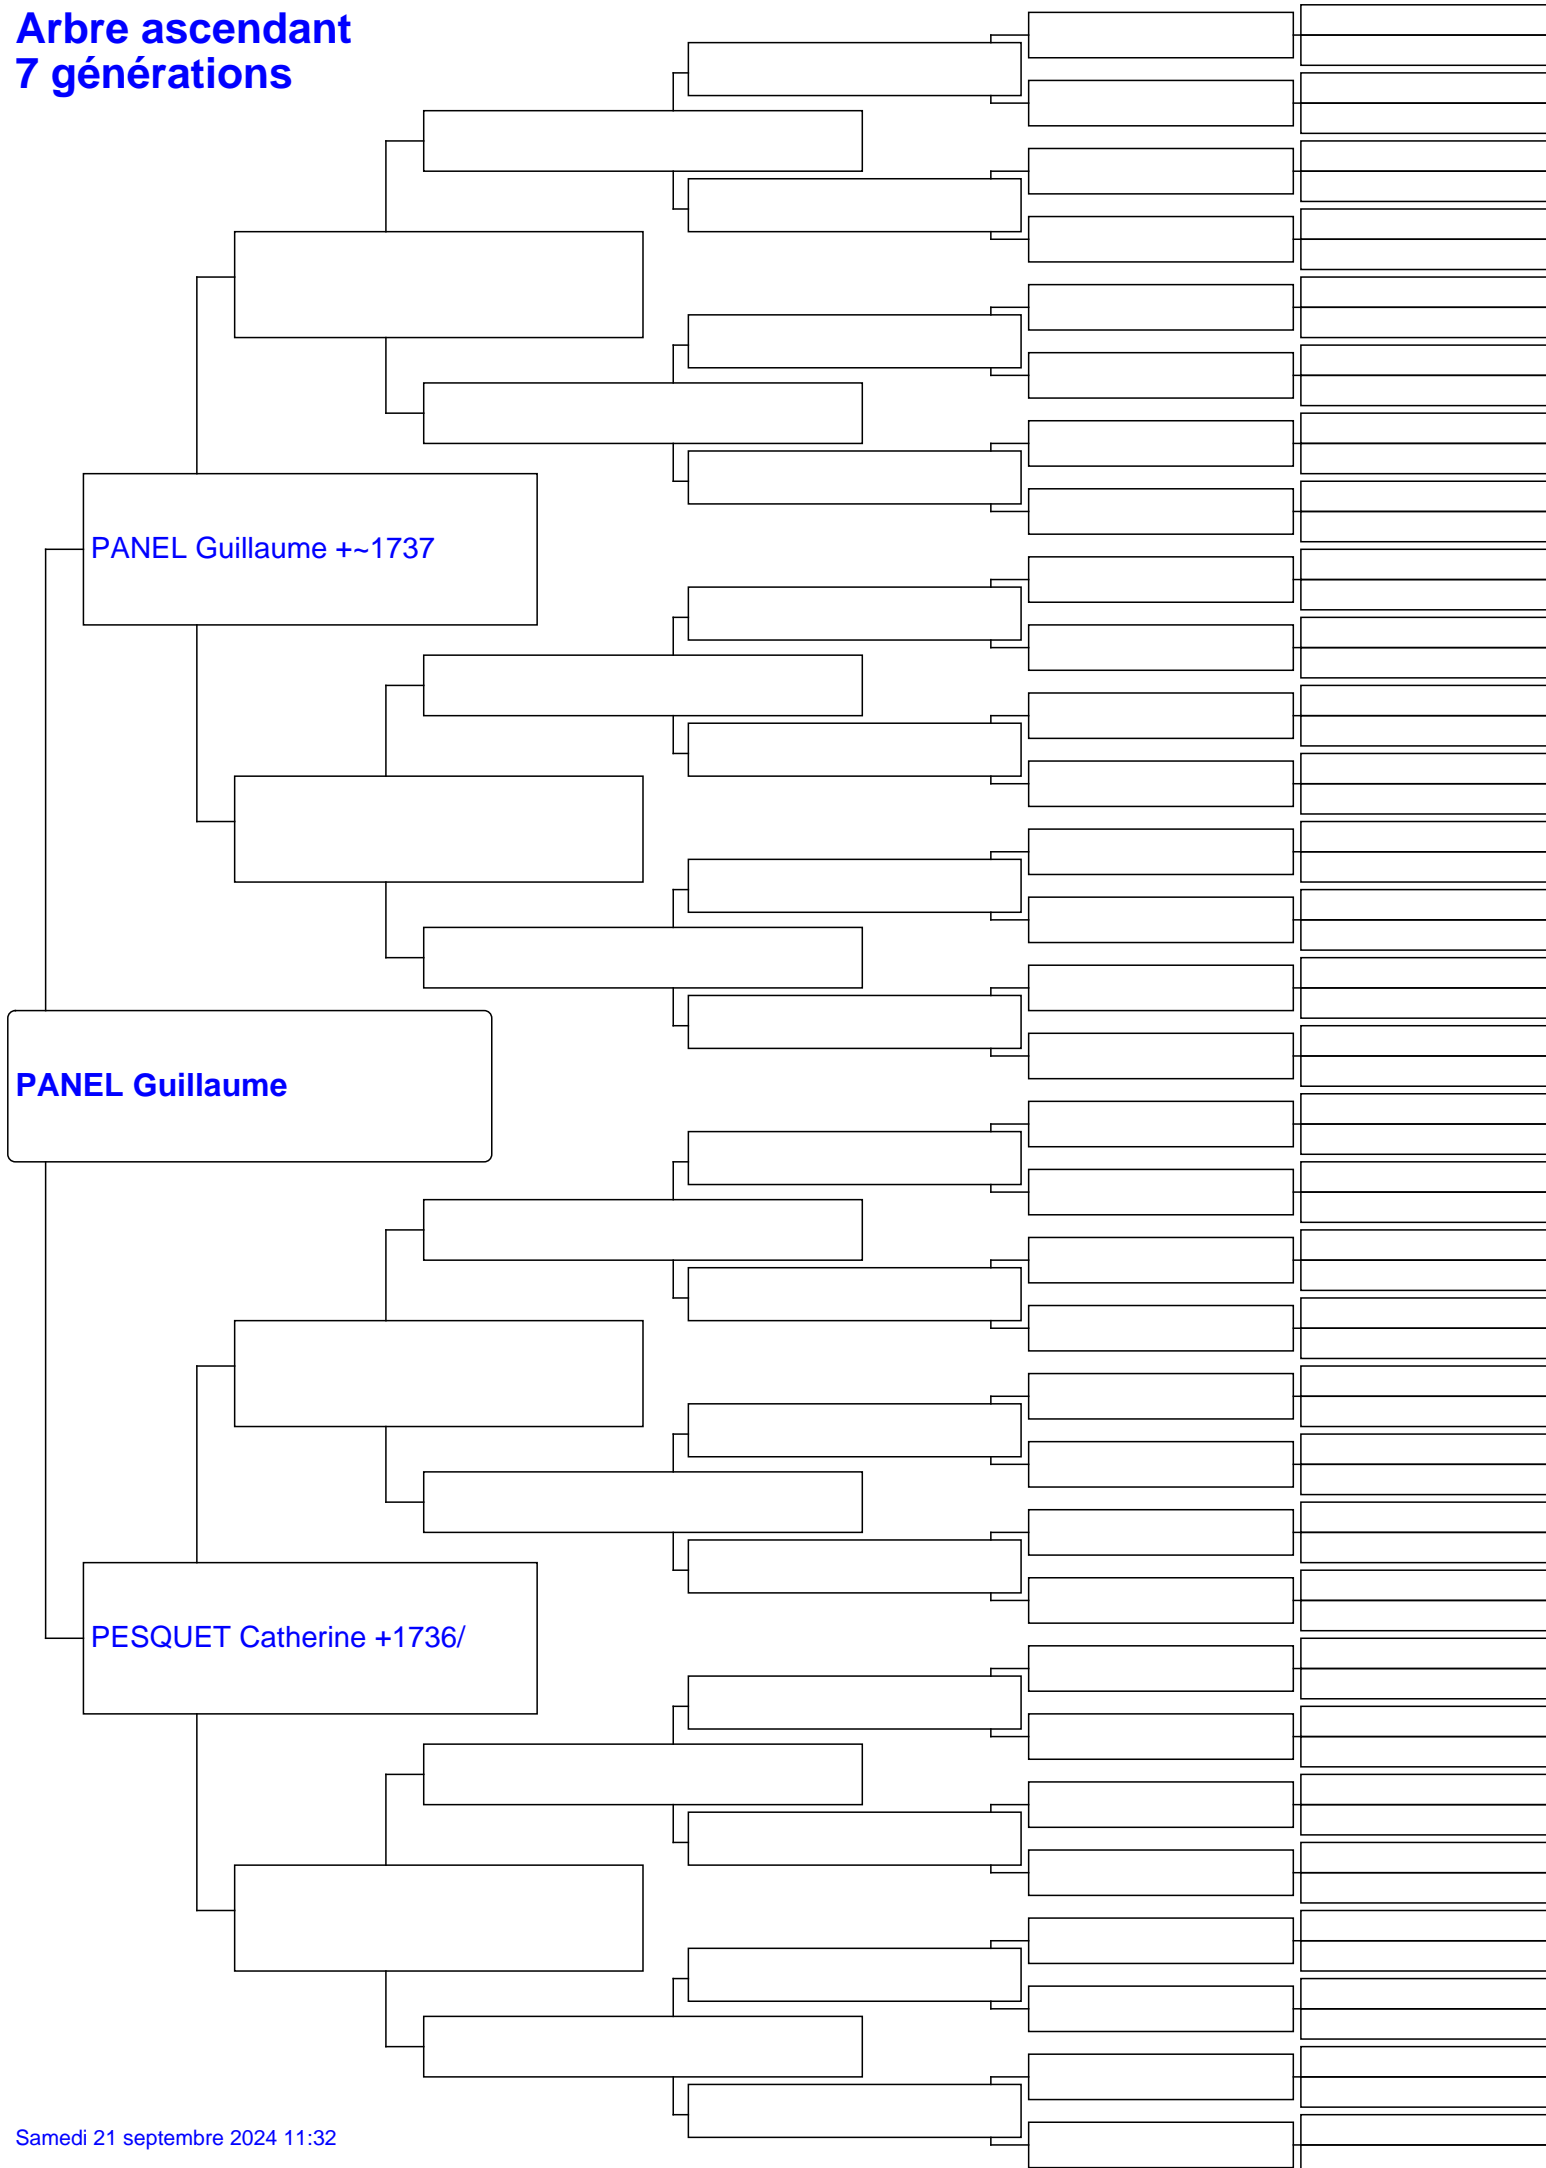 Arbre ascendant
7 générations
PANEL Guillaume +~1737
PANEL Guillaume
PESQUET Catherine +1736/
Samedi 21 septembre 2024 11:32